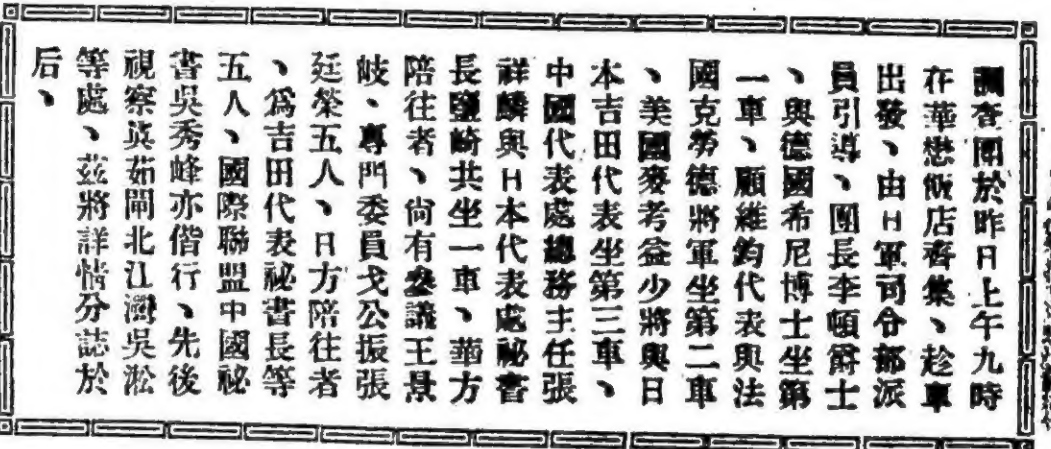 調查團於昨日上午九時
在華懋飯店齊集、趁車
出發、由日軍司令部派
員引導、團長李頓爵士
、與德國希尼博士坐第
一車、顧維鈞代表與法
國克勞德將軍坐第二車
、美國麥考益少將與日
本吉田代表坐第三車、
中國代表處總務主任張
祥麟與日本代表處祕書
長鹽崎共坐一車、華方
陪往者、尙有參議王景
岐、專門委員戈公振張
廷榮五人、日方陪往者
、爲吉田代表祕書長等
五人、國際聯盟中國祕
書吳秀峰亦偕行、先後
視察眞茹閘北江灣吳淞
等處、茲將詳情分誌於
后、